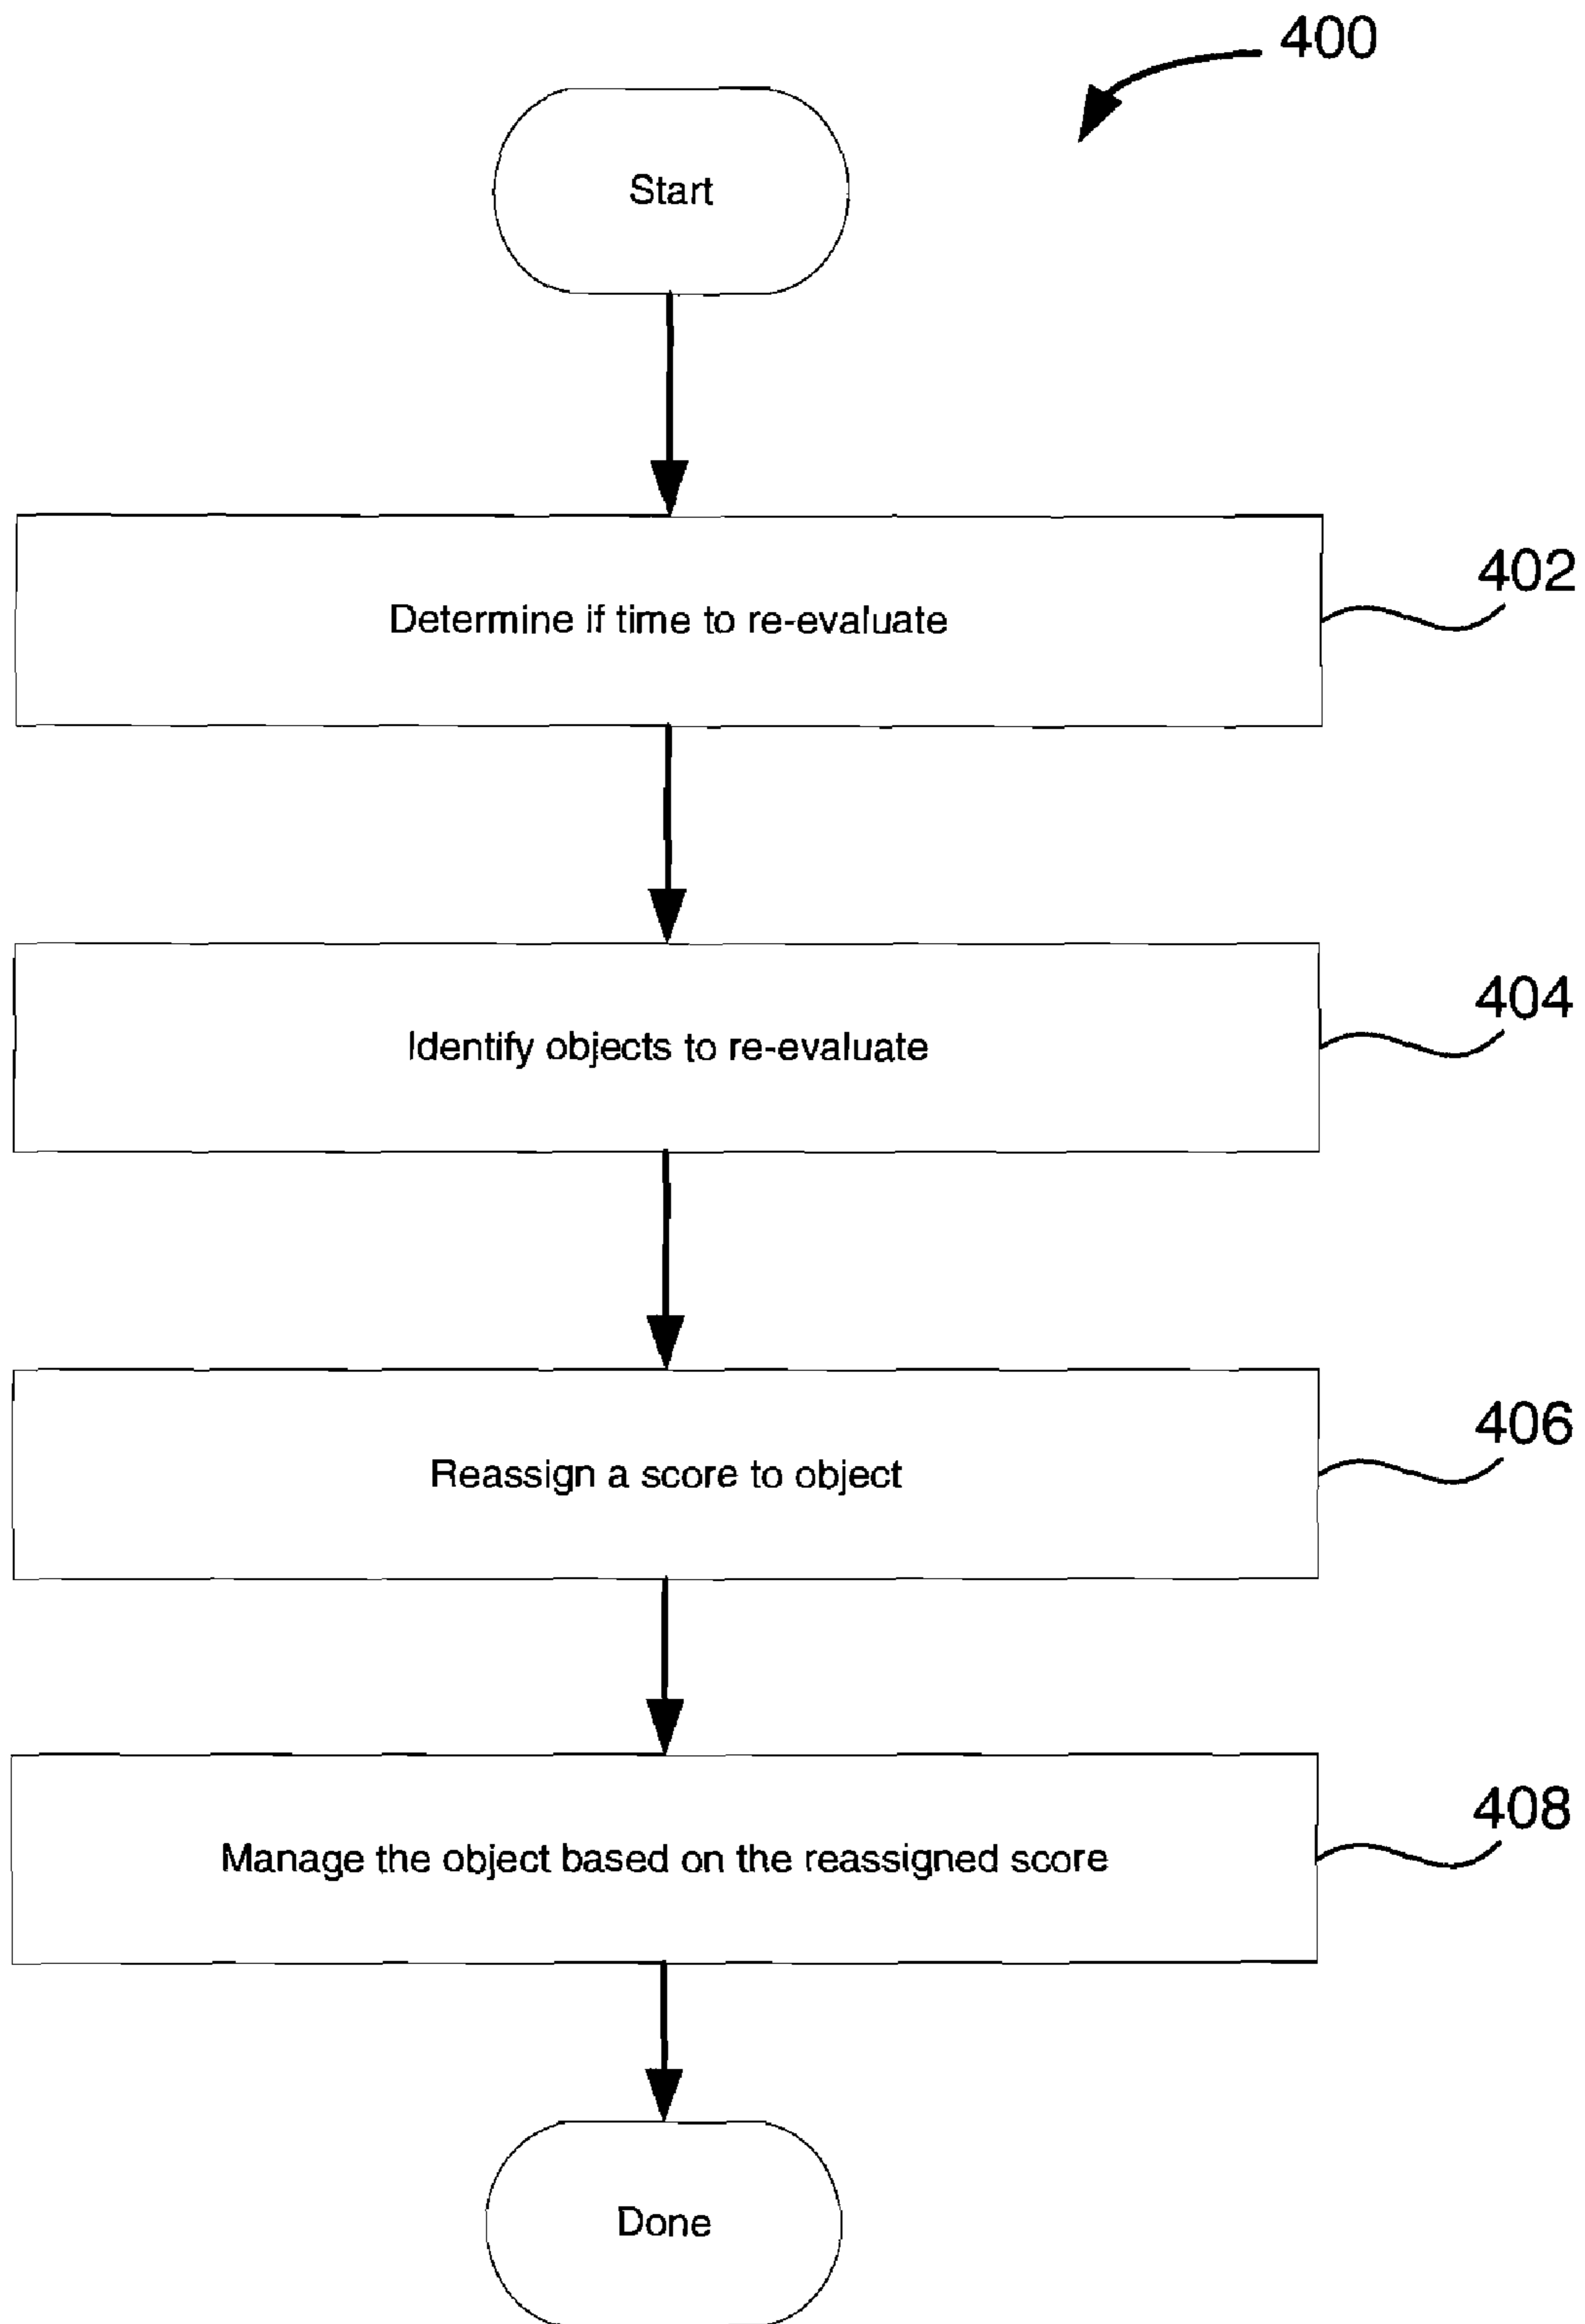 400
Start
Determine if time to re-evaluate
402
Identify objects to re-evaluate
404
Reassign a score to object
406
Manage the object based on the reassigned score
408
Done